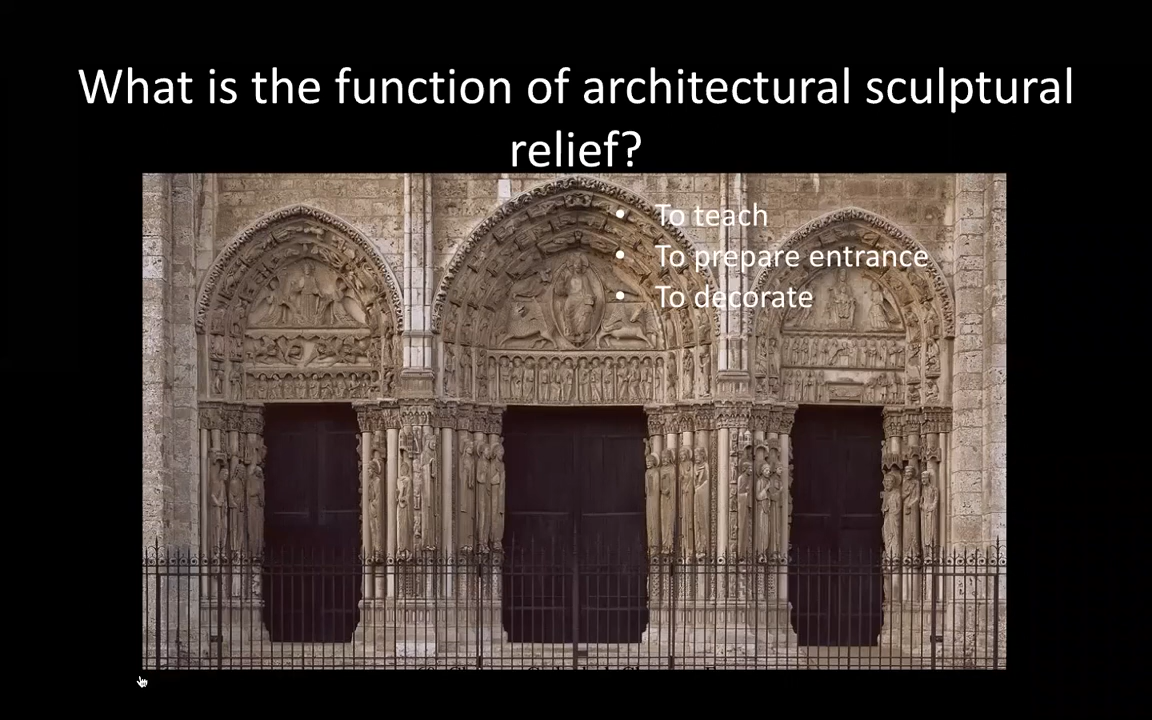 What is the function of architectural sculptural
relief?
• To teach
• To prepare entrance
• To decorate